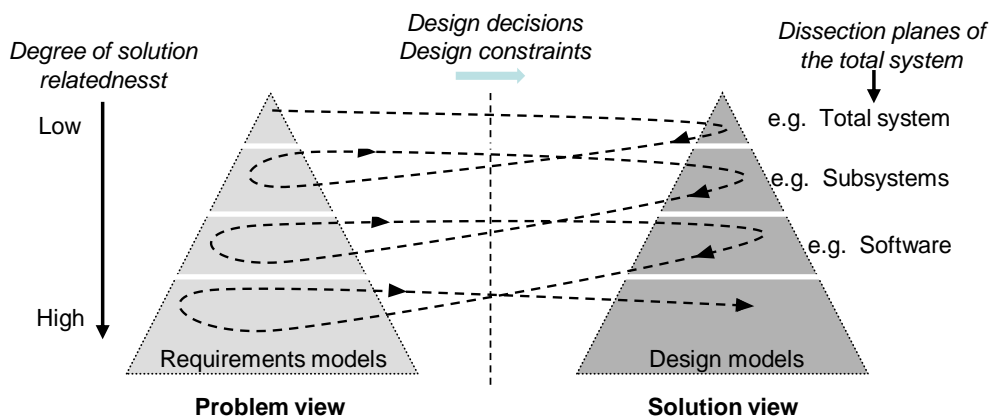 Degree of solution
relatednesst
Design decisions
Design constraints
Dissection planes of
the total system
Low
High
e.g. Total system
e.g. Subsystems
e.g. Software
Requirements models
Design models
Problem view
Solution view